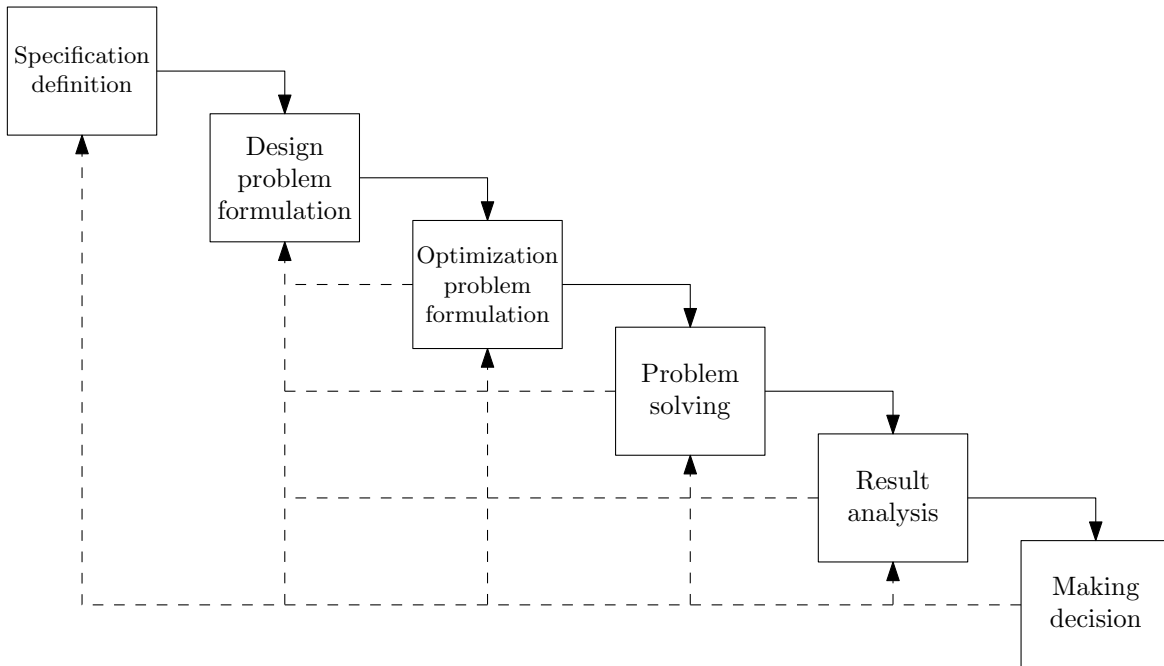 Specification
definition
Design
problem
formulation
Optimization
problem
formulation
Problem
solving
Result
analysis
Making
decision